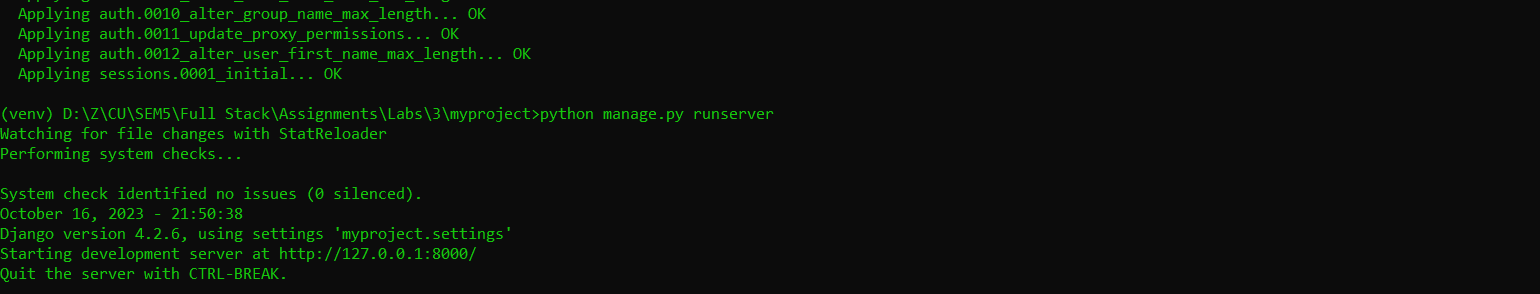 Applying auth.0010_alter_group_name_max_length... OK
Applying auth.0011_update_proxy_permissions... OK
Applying auth.0012_alter_user_first_name_max_length... OK
Applying sessions.0001_initial... OK
(venv) D:\Z\CU\SEM5\Full Stack\Assignments\Labs\3\myproject>python manage.py runserver
Watching for file changes with StatReloader
Performing system checks...
System check identified no issues (0 silenced).
October 16, 2023 - 21:50:38
Django version 4.2.6, using settings 'myproject.settings'
Starting development server at http://127.0.0.1:8000/
Quit the server with CTRL-BREAK.